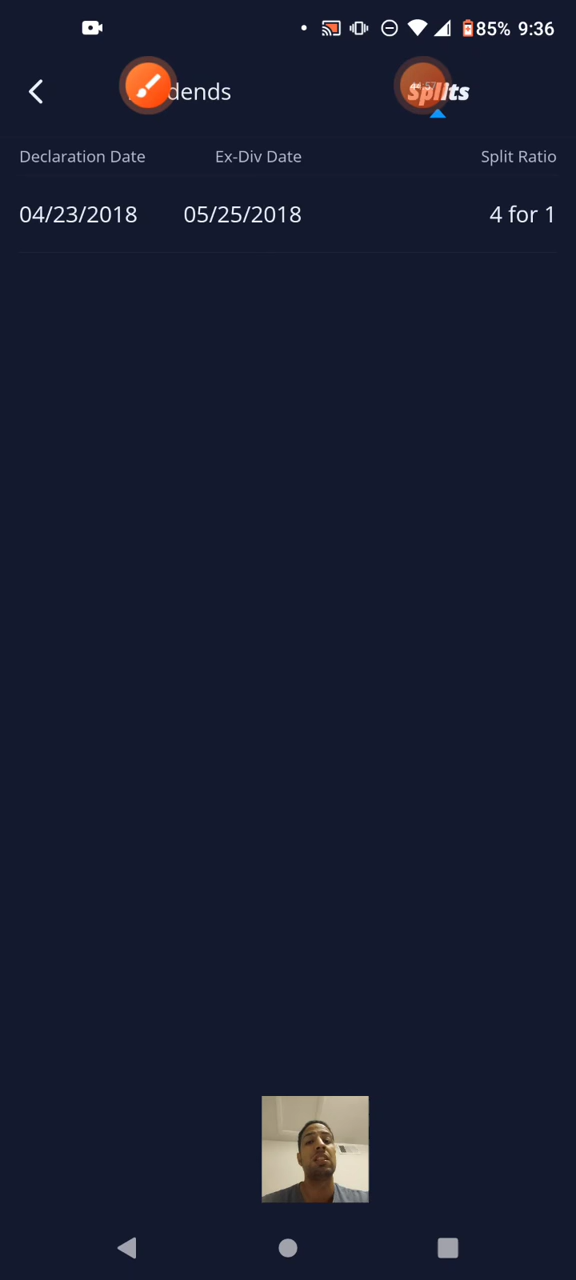 85% 9:36
dends Splits
Declaration Date Ex-Div Date Split Ratio
04/23/2018 05/25/2018 4 for 1